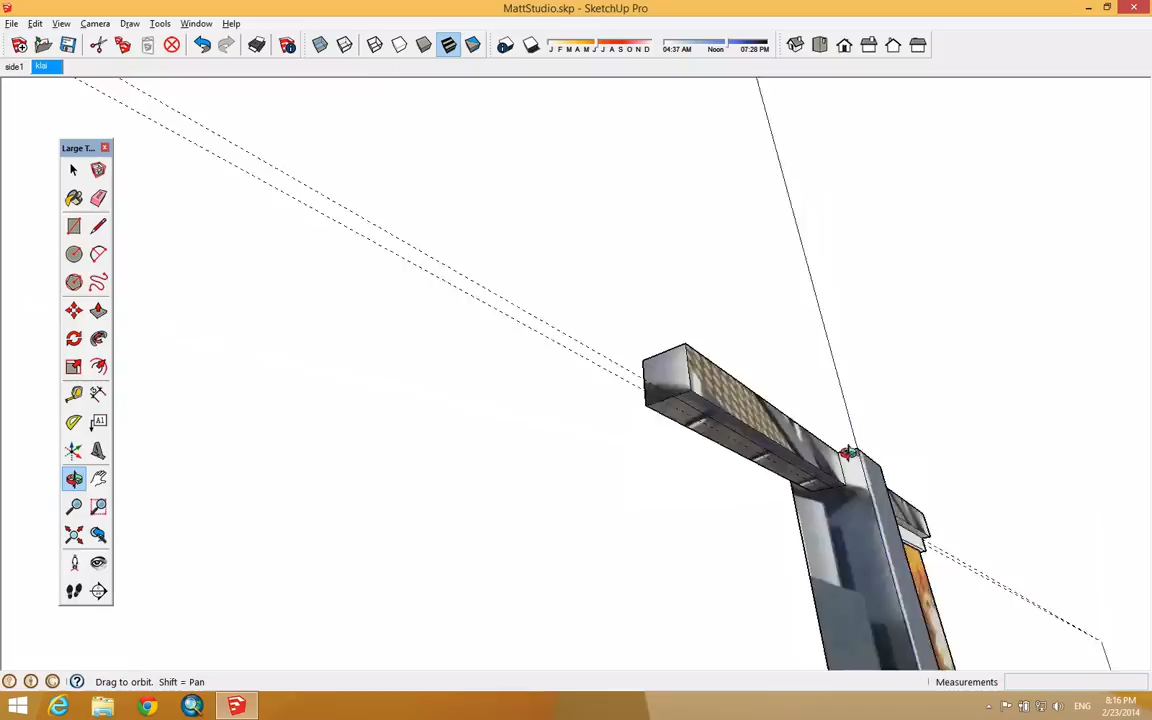 MattStudio.skp - SketchUp Pro
File Edit View Camera Draw Tools Window Help
J F M A M J J A S O N D
04:37 AM Noon 07:28 PM
side1 klai
Large T...
A1
Drag to orbit. Shift = Pan
Measurements
ENG
8:16 PM
2/23/2014